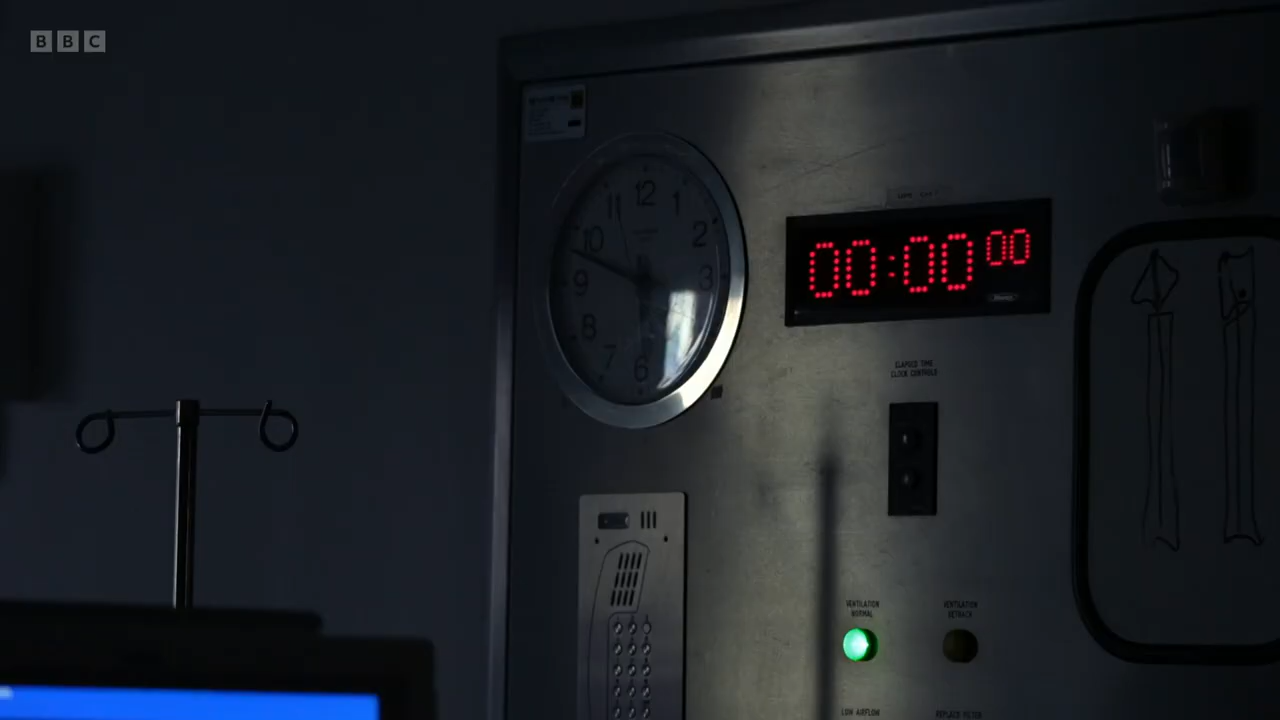 BBC
12
11
1
10
2
9
3
8
7
6
00:00 00
ELAPSED TIME
CLOCK CONTROLS
VENTILATION
NORMAL
VENTILATION
SETBACK
LOW AIRFLOW
REPLACE FILTER